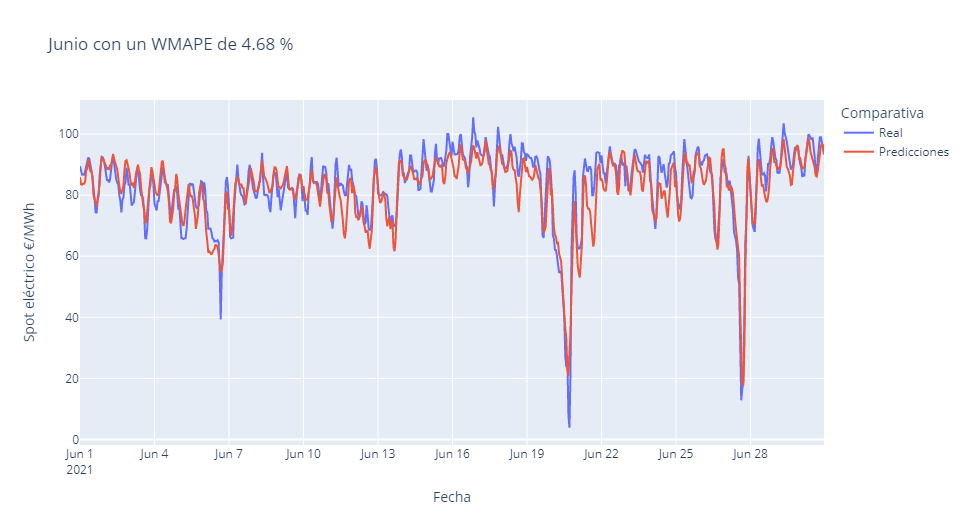 Junio con un WMAPE de 4.68 %
Comparativa
Real
Predicciones
Spot eléctrico €/MWh
100
80
60
40
20
0
Jun 1 Jun 4 Jun 7 Jun 10 Jun 13 Jun 16 Jun 19 Jun 22 Jun 25 Jun 28
2021
Fecha